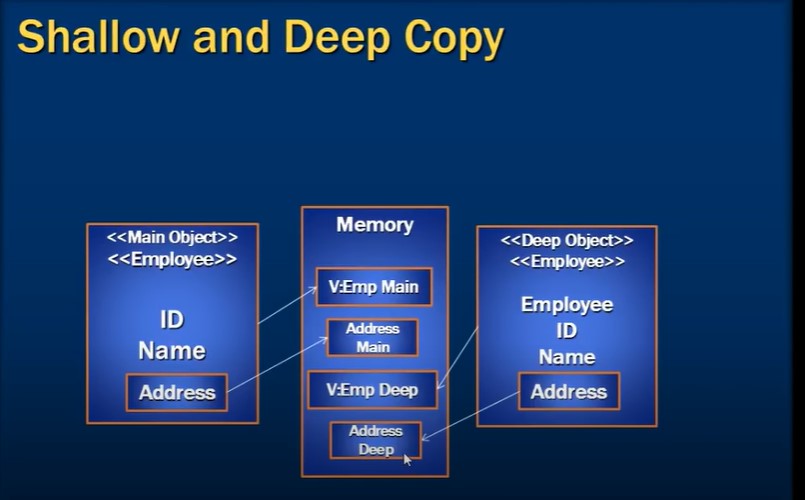 Shallow and Deep Copy
<<Main Object>>
<<Employee>>
ID
Name
Address
Memory
V:Emp Main
Address
Main
V:Emp Deep
Address
Deep
<<Deep Object>>
<<Employee>>
Employee
ID
Name
Address